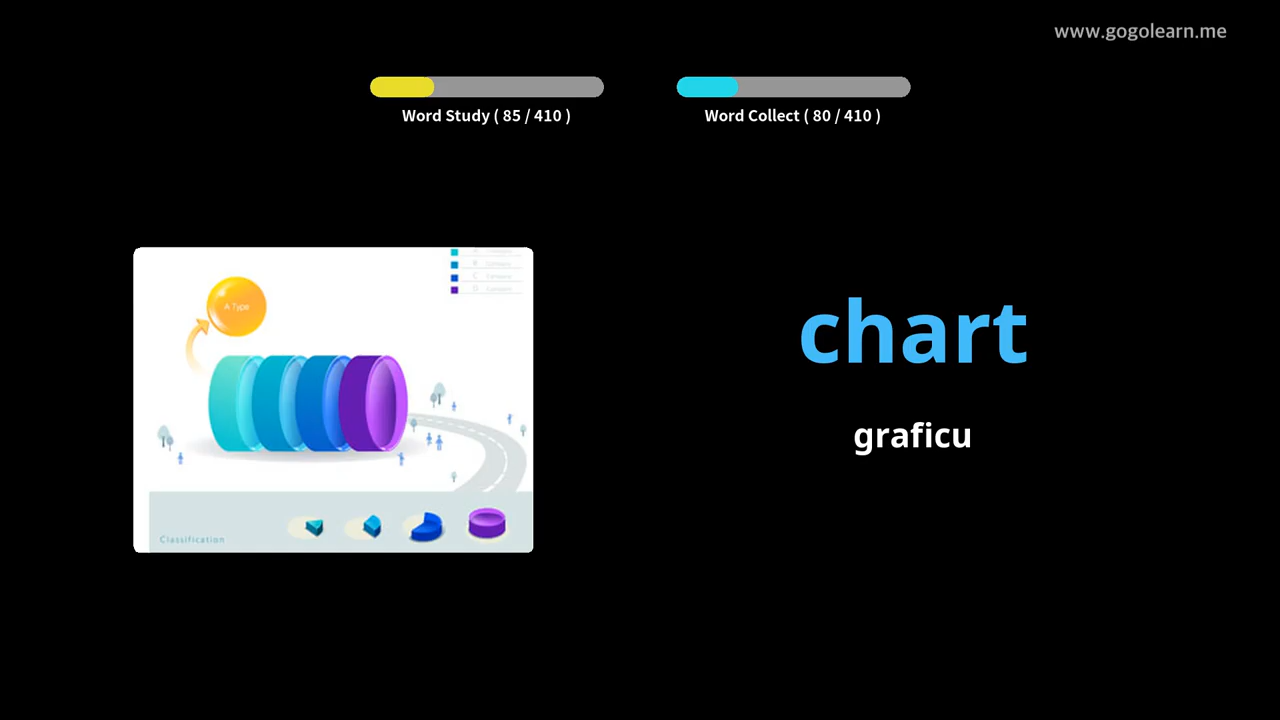 www.gogolearn.me
Word Study ( 85 / 410 )
Word Collect ( 80 / 410 )
A Type
B
C
D
chart
graficu
Classification